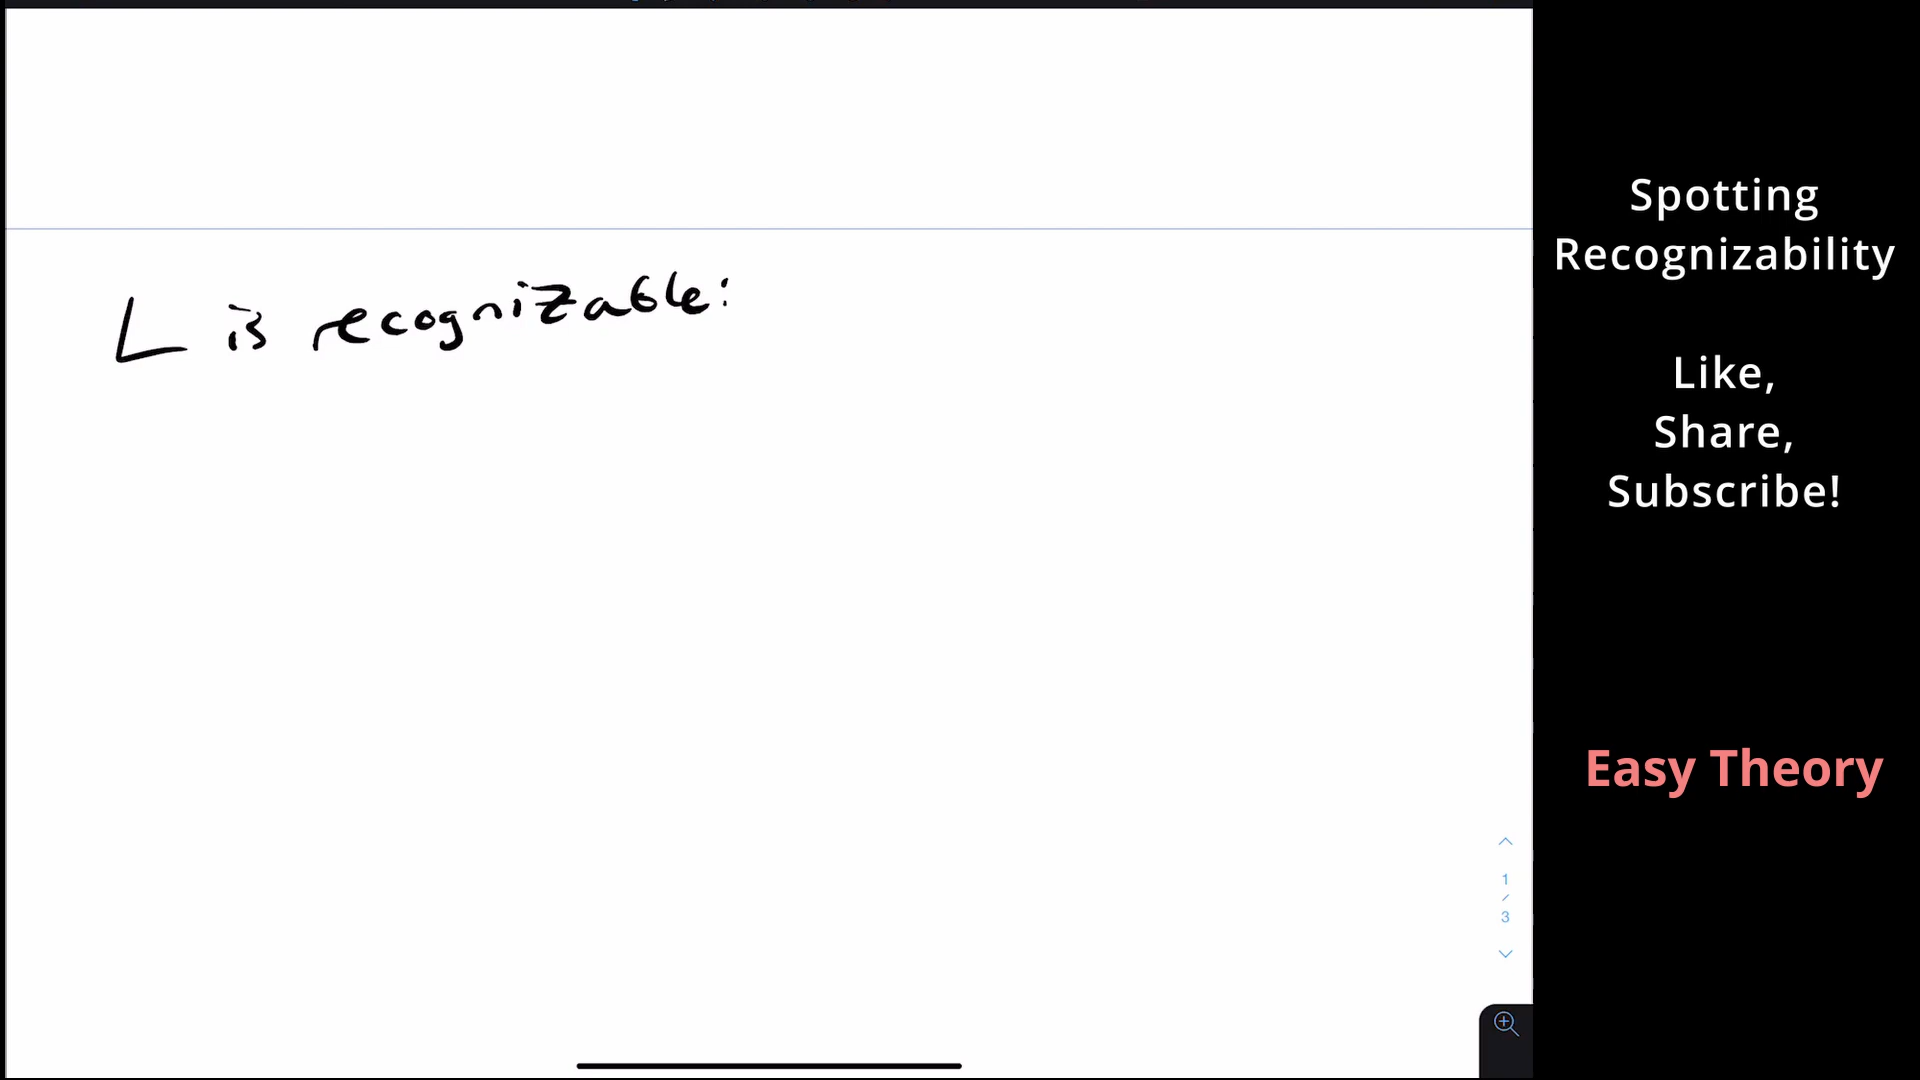 L is recognizable:
Spotting
Recognizability
Like,
Share,
Subscribe!
Easy Theory
1
/
3